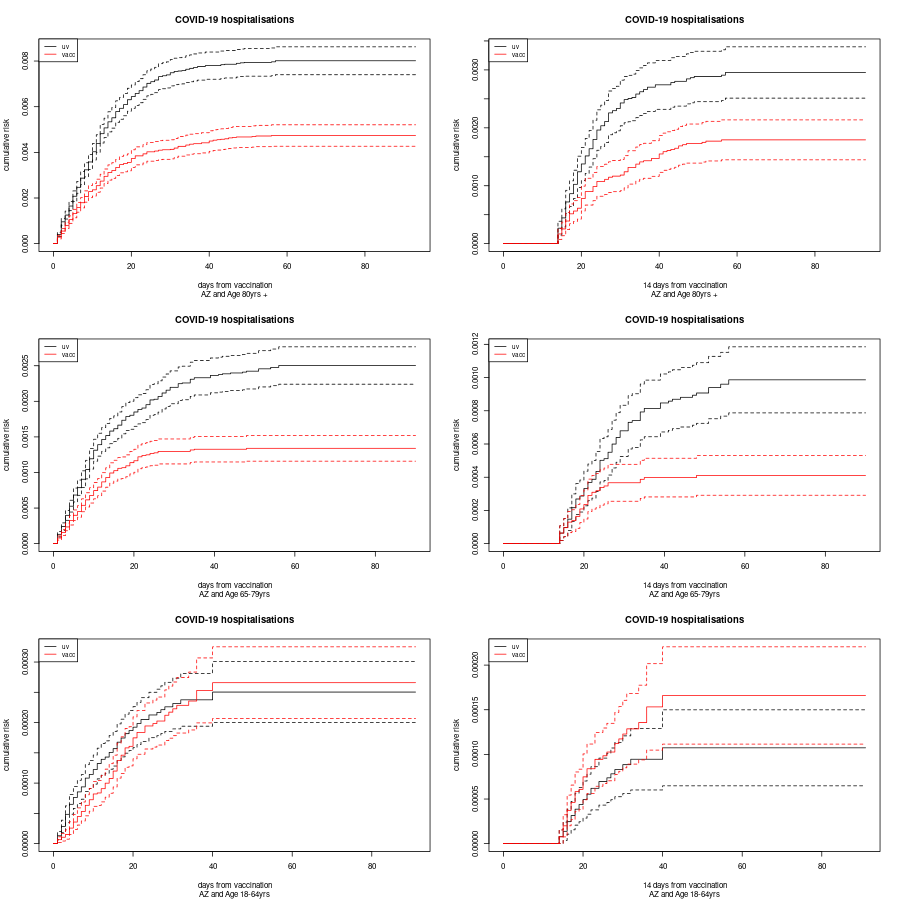 COVID-19 hospitalisations
uv
vacc
cumulative risk
0.000 0.002 0.004 0.006 0.008
0 20 40 60 80
days from vaccination
AZ and Age 80yrs +
COVID-19 hospitalisations
uv
vacc
cumulative risk
0.0000 0.0010 0.0020 0.0030
0 20 40 60 80
14 days from vaccination
AZ and Age 80yrs +
COVID-19 hospitalisations
uv
vacc
cumulative risk
0.0000 0.0005 0.0010 0.0015 0.0020 0.0025
0 20 40 60 80
days from vaccination
AZ and Age 65-79yrs
COVID-19 hospitalisations
uv
vacc
cumulative risk
0.0000 0.0002 0.0004 0.0006 0.0008 0.0010 0.0012
0 20 40 60 80
14 days from vaccination
AZ and Age 65-79yrs
COVID-19 hospitalisations
uv
vacc
cumulative risk
0.00000 0.00010 0.00020 0.00030
0 20 40 60 80
days from vaccination
AZ and Age 18-64yrs
COVID-19 hospitalisations
uv
vacc
cumulative risk
0.00000 0.00005 0.00010 0.00015 0.00020
0 20 40 60 80
14 days from vaccination
AZ and Age 18-64yrs